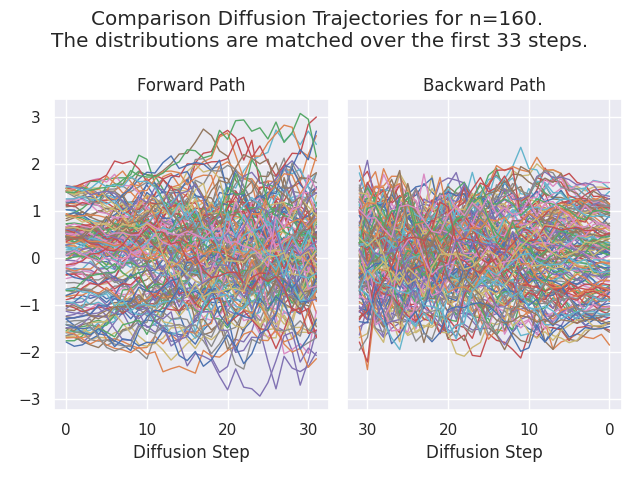 Comparison Diffusion Trajectories for n=160.
The distributions are matched over the first 33 steps.
Forward Path
Backward Path
3
2
1
0
−1
−2
−3
0 10 20 30
30 20 10 0
Diffusion Step
Diffusion Step